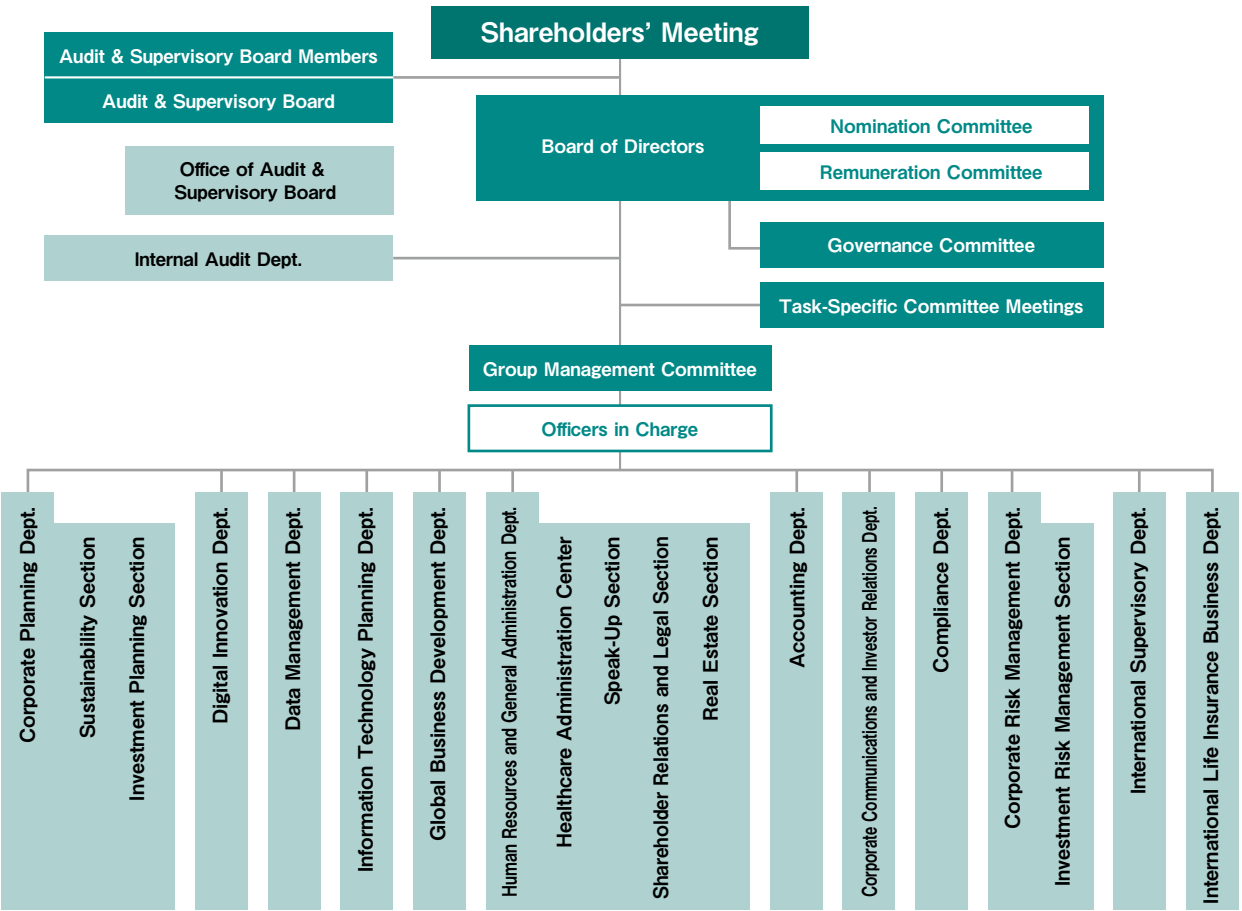 Shareholders' Meeting
Audit & Supervisory Board Members
Audit & Supervisory Board
Board of Directors
Nomination Committee
Remuneration Committee
Office of Audit &
Supervisory Board
Governance Committee
Internal Audit Dept.
Task-Specific Committee Meetings
Group Management Committee
Officers in Charge
Corporate Planning Dept.
Sustainability Section
Investment Planning Section
Digital Innovation Dept.
Data Management Dept.
Information Technology Planning Dept.
Global Business Development Dept.
Human Resources and General Administration Dept.
Healthcare Administration Center
Speak-Up Section
Shareholder Relations and Legal Section
Real Estate Section
Accounting Dept.
Corporate Communications and Investor Relations Dept.
Compliance Dept.
Corporate Risk Management Dept.
Investment Risk Management Section
International Supervisory Dept.
International Life Insurance Business Dept.